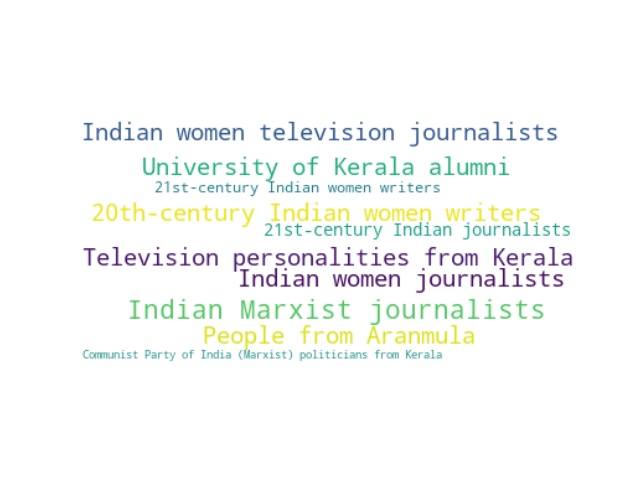 Indian women television journalists
University of Kerala alumni
21st-century Indian women writers
20th-century Indian women writers
21st-century Indian journalists
Television personalities from Kerala
Indian women journalists
Indian Marxist journalists
People from Aranmula
Communist Party of India (Marxist) politicians from Kerala